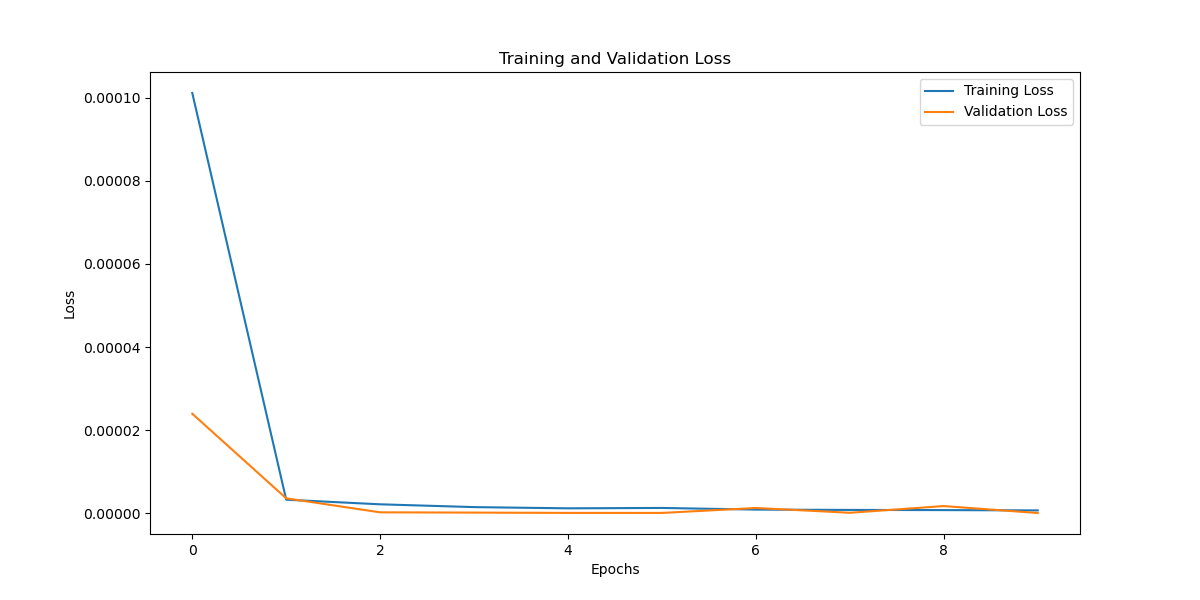 Training and Validation Loss
Training Loss
Validation Loss
0.00010
0.00008
0.00006
0.00004
0.00002
0.00000
Loss
0 2 4 6 8
Epochs